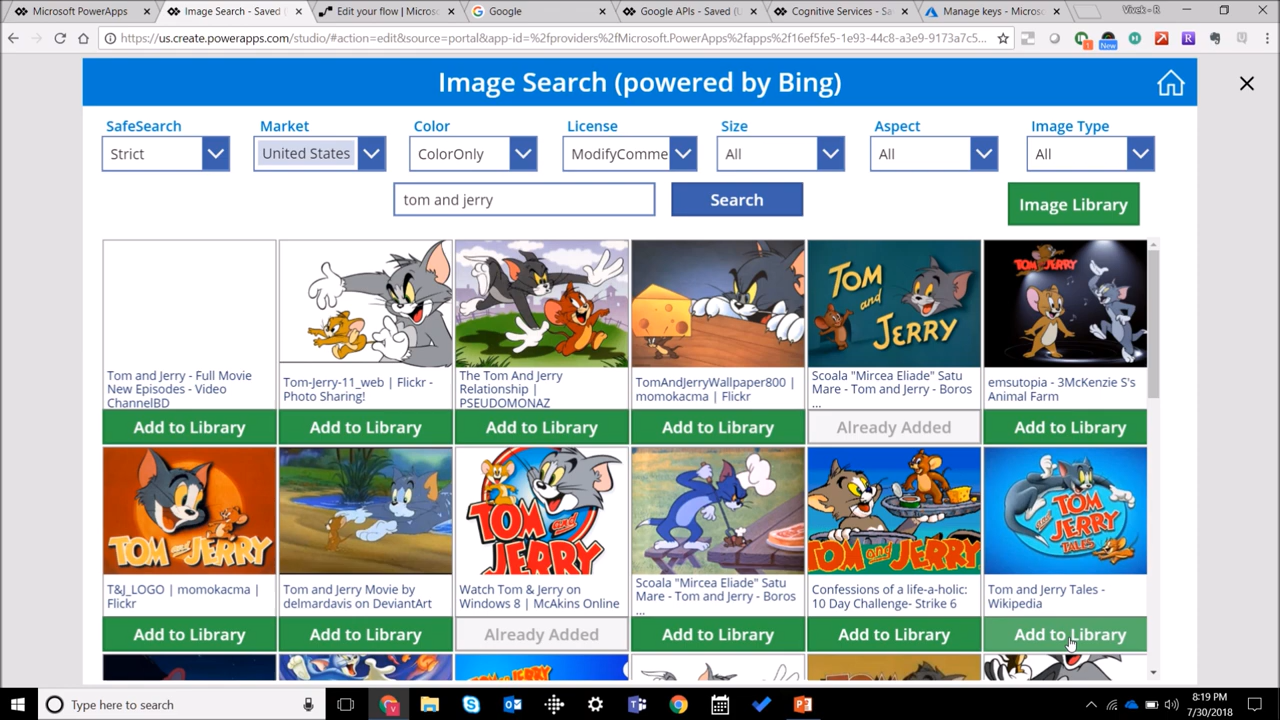 Microsoft PowerApps
Image Search - Saved (
Edit your flow | Microso
Google
Google APIs - Saved (
Cognitive Services - Sa
Manage keys - Microso
Vivek - R
https://us.create.powerapps.com/studio/#action=edit&source=portal&app-id=%2fproviders%2fMicrosoft.PowerApps%2fapps%2f16ef5fe5-1e93-44c8-a3e9-9173a7c5...
New
Image Search (powered by Bing)
SafeSearch
Market
Color
License
Size
Aspect
Image Type
Strict
United States
ColorOnly
ModifyComme
All
All
All
tom and jerry
Search
Image Library
TOM and JERRY
TOM and JERRY
Tom and Jerry - Full Movie
New Episodes - Video
ChannelBD
Tom-Jerry-11_web | Flickr -
Photo Sharing!
The Tom And Jerry
Relationship |
PSEUDOMONAZ
TomAndJerryWallpaper800 |
momokacma | Flickr
Scoala "Mircea Eliade" Satu
Mare - Tom and Jerry - Boros
...
emsutopia - 3McKenzie S's
Animal Farm
Add to Library
Add to Library
Add to Library
Add to Library
Already Added
Add to Library
TOM and JERRY
TOM and JERRY
TOM and JERRY
TOM and JERRY TALES
T&J_LOGO | momokacma |
Flickr
Tom and Jerry Movie by
delmardavis on DeviantArt
Watch Tom & Jerry on
Windows 8 | McAkins Online
Scoala "Mircea Eliade" Satu
Mare - Tom and Jerry - Boros
...
Confessions of a life-a-holic:
10 Day Challenge- Strike 6
Tom and Jerry Tales -
Wikipedia
Add to Library
Add to Library
Already Added
Add to Library
Add to Library
Add to Library
Type here to search
8:19 PM
7/30/2018